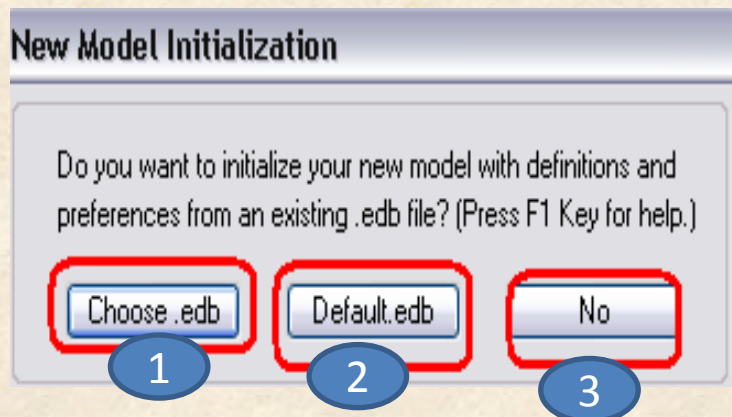 New Model Initialization
Do you want to initialize your new model with definitions and
preferences from an existing .edb file? (Press F1 Key for help.)
Choose .edb Default.edb No
1 2 3